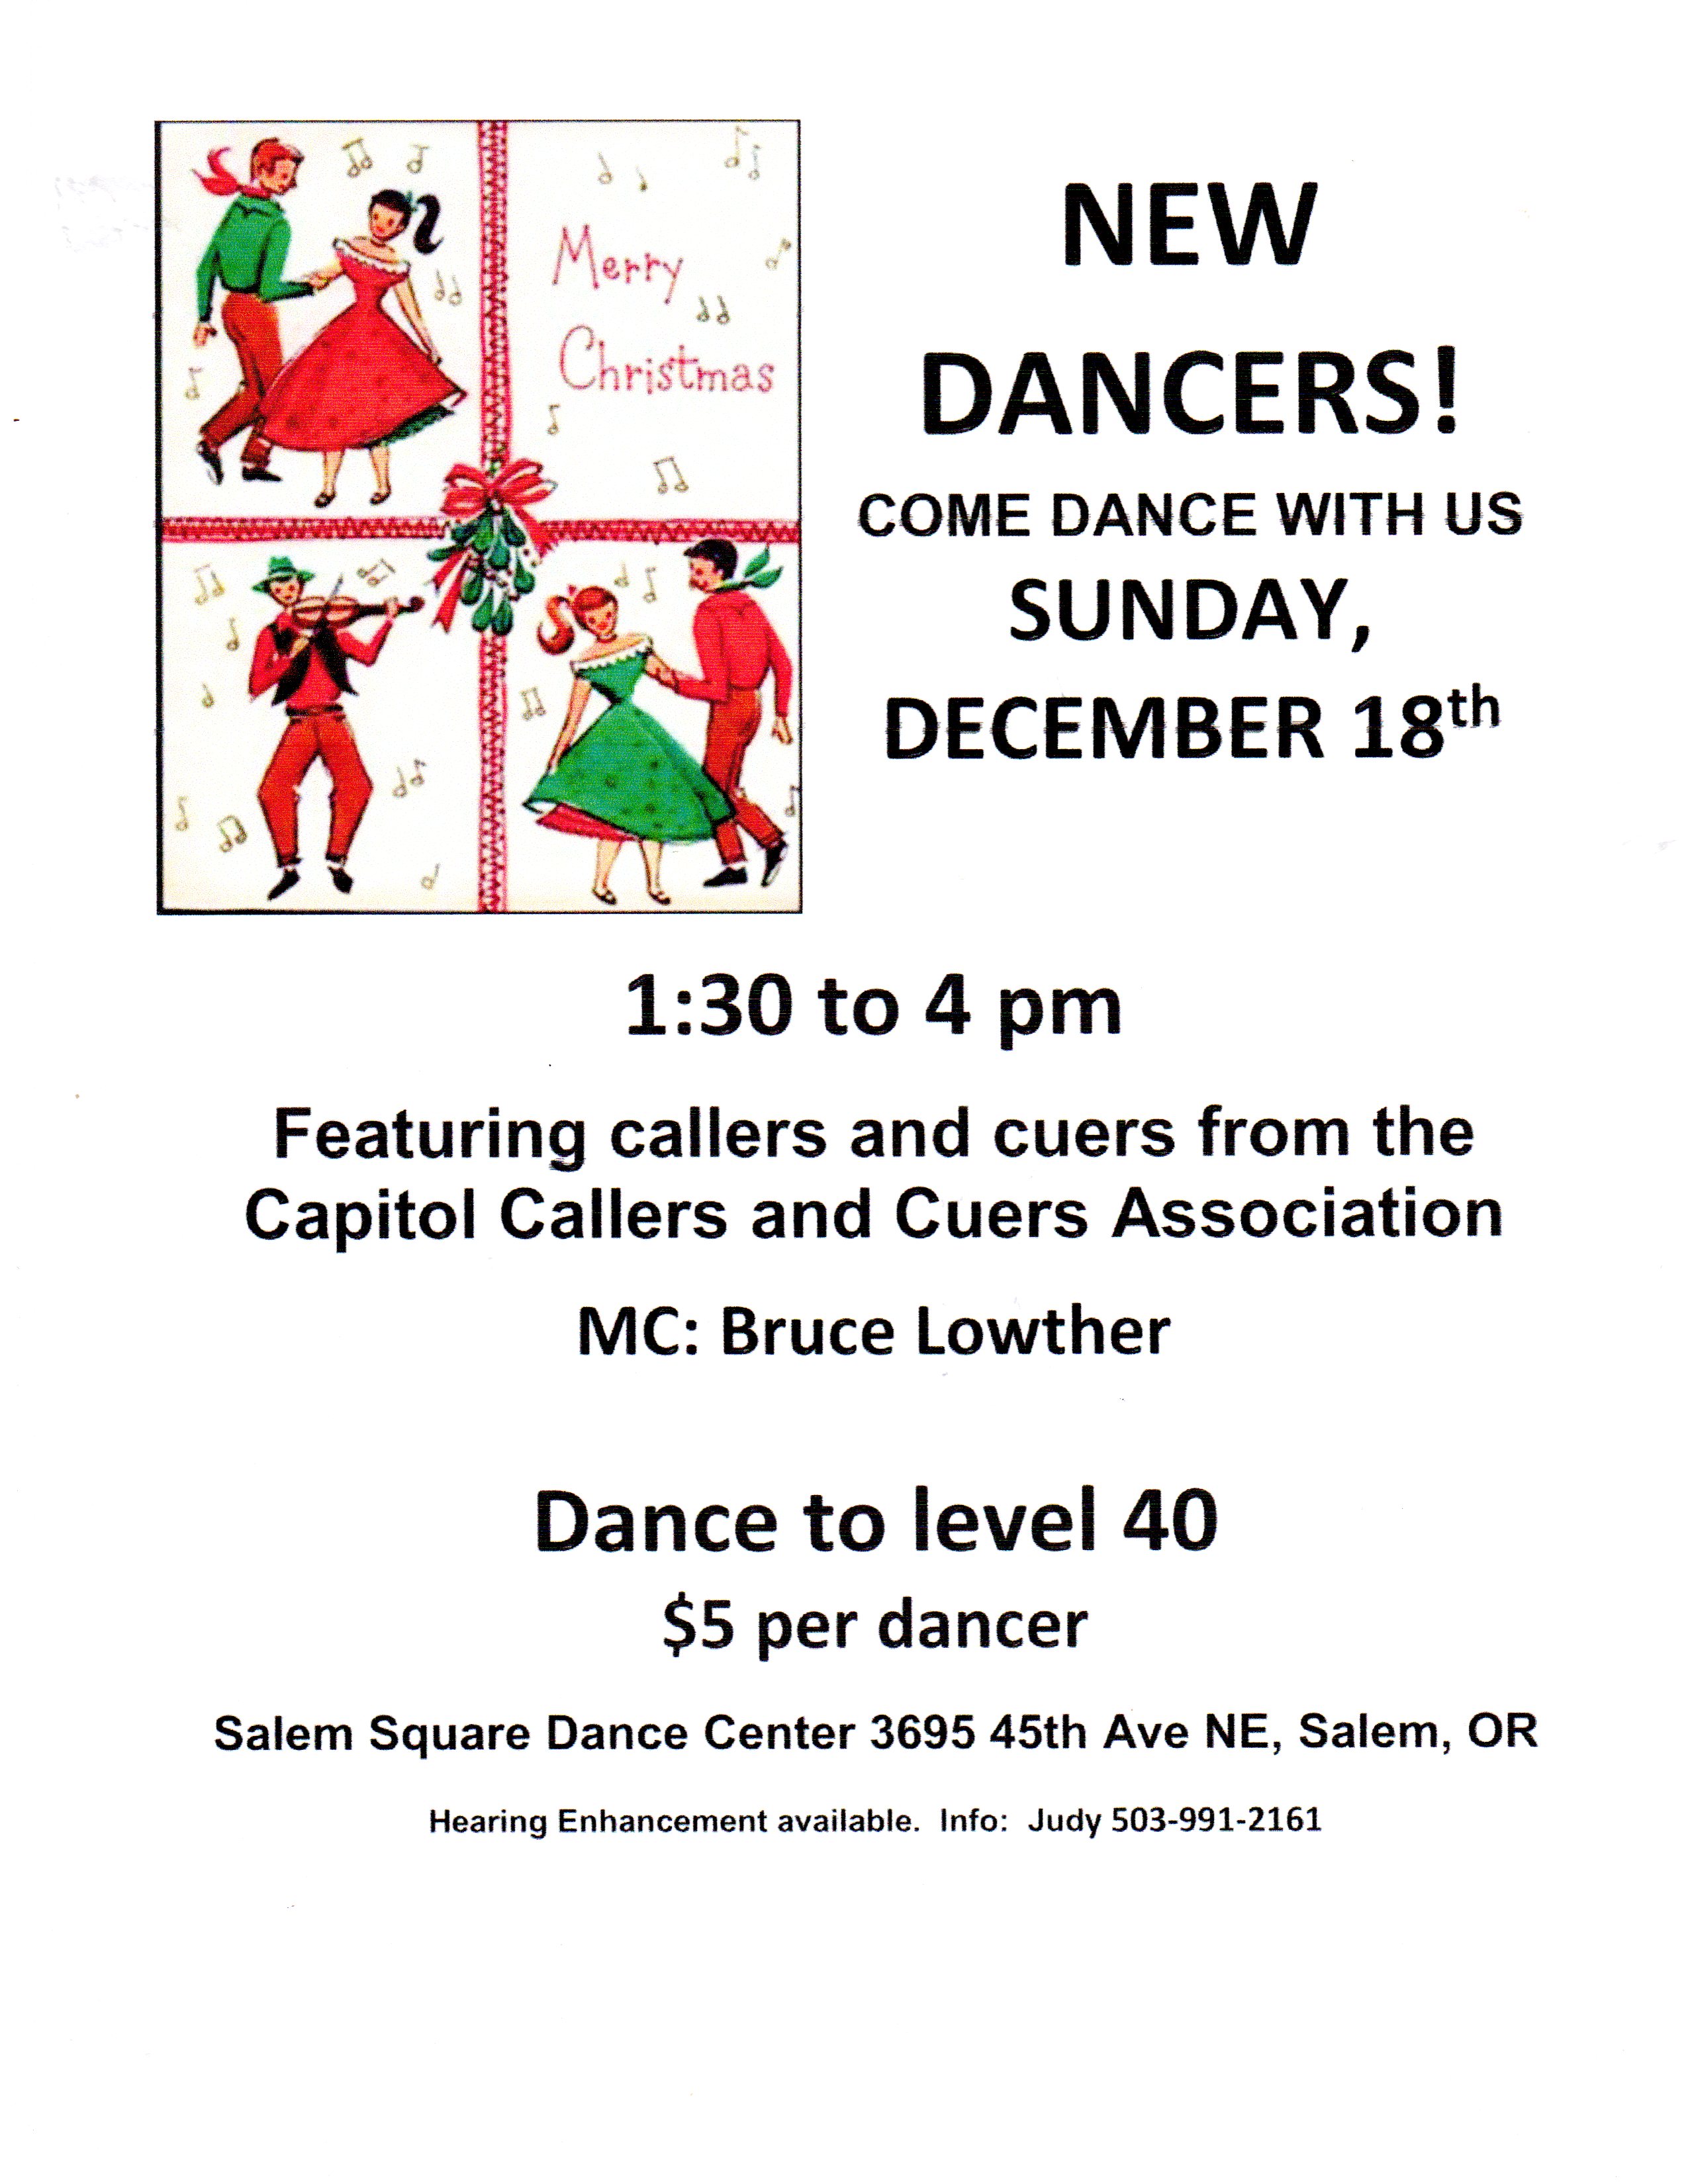 Merry
Christmas
NEW
DANCERS!
COME DANCE WITH US
SUNDAY,
DECEMBER 18th
1:30 to 4 pm
Featuring callers and cuers from the
Capitol Callers and Cuers Association
MC: Bruce Lowther
Dance to level 40
$5 per dancer
Salem Square Dance Center 3695 45th Ave NE, Salem, OR
Hearing Enhancement available. Info: Judy 503-991-2161